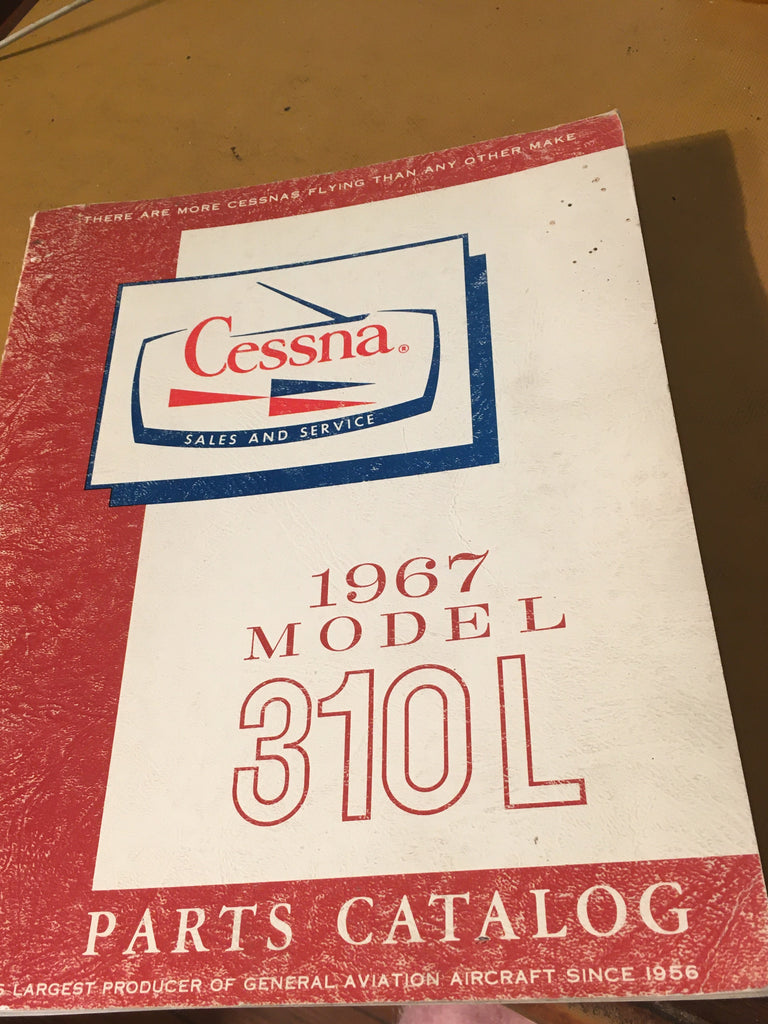 THERE ARE MORE CESSNAS FLYING THAN ANY OTHER MAKE
Cessna®
SALES AND SERVICE
1967
MODEL
310L
PARTS CATALOG
LARGEST PRODUCER OF GENERAL AVIATION AIRCRAFT SINCE 1956